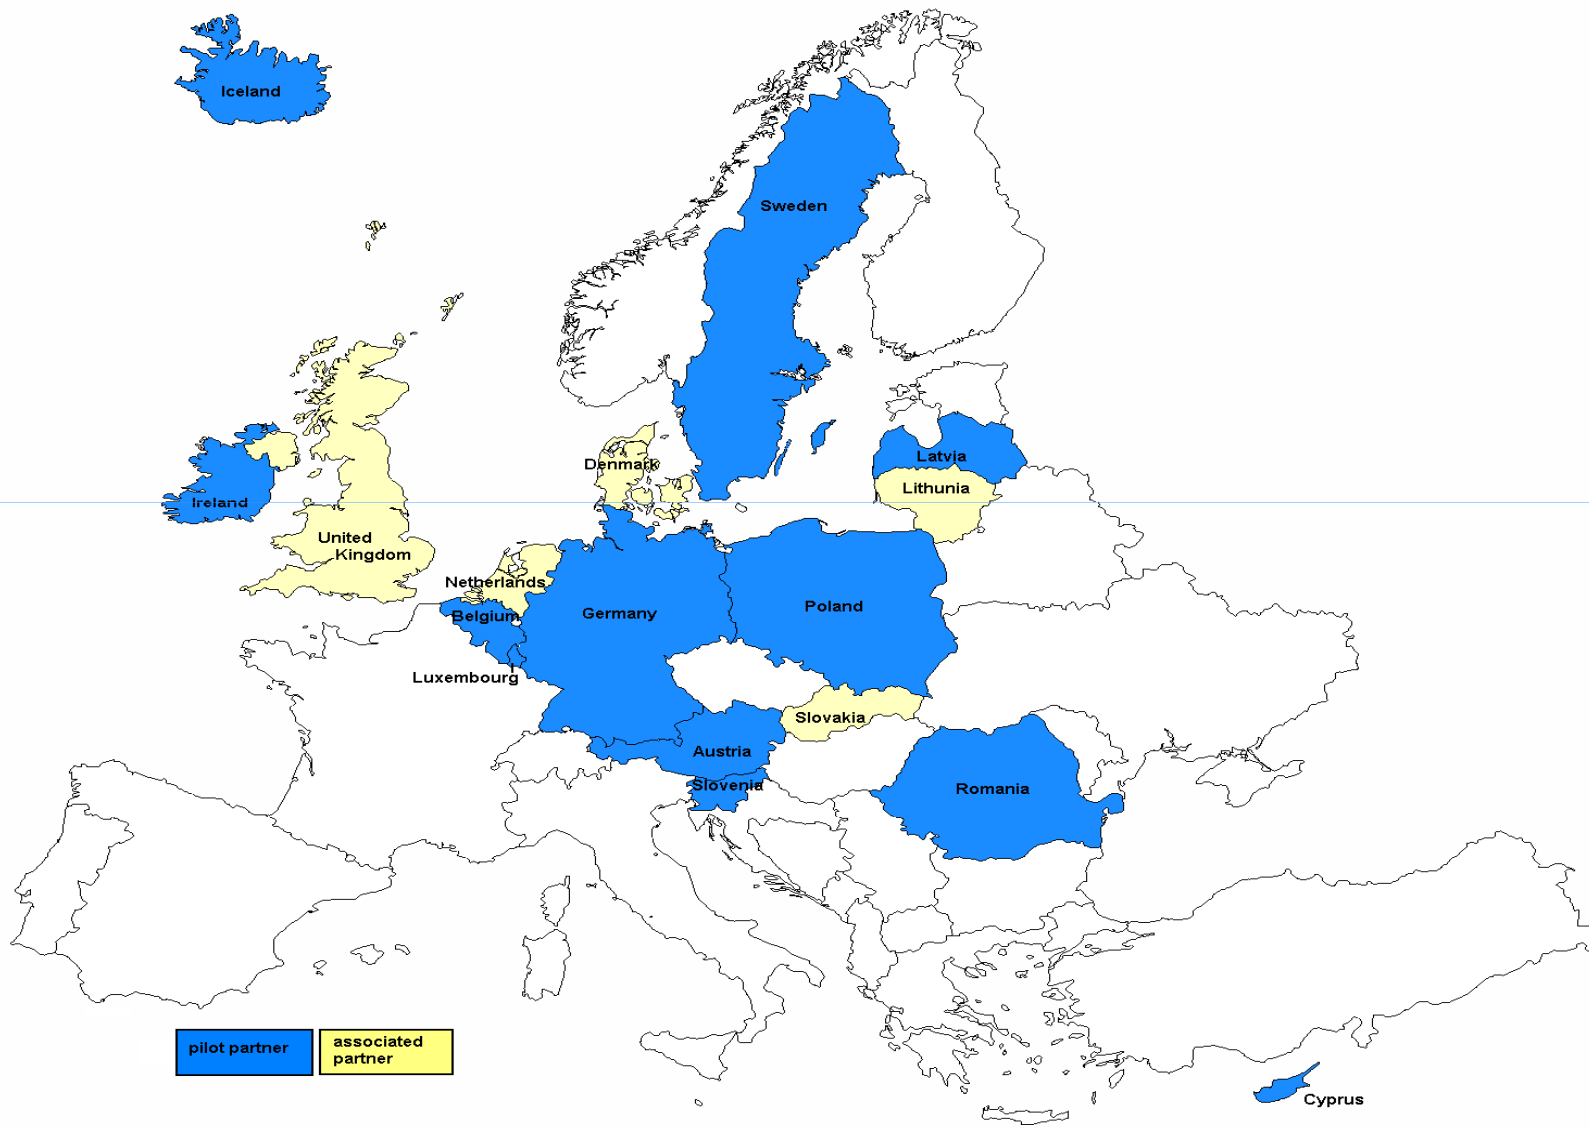 Iceland
Sweden
Latvia
Denmark
Lithunia
Ireland
United
Kingdom
Netherlands
Belgium
Germany
Poland
Luxembourg
Slovakia
Austria
Slovenia
Romania
pilot partner
associated
partner
Cyprus